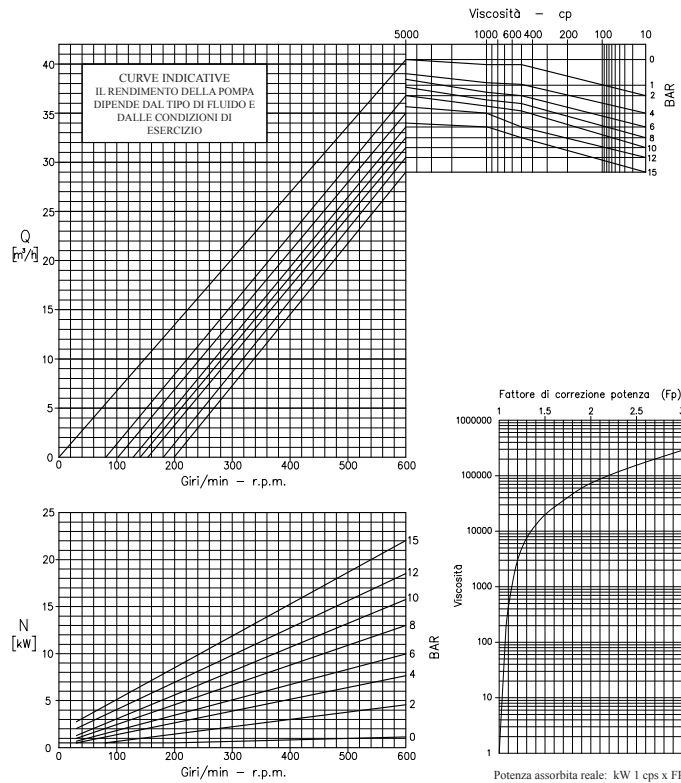 Viscosità - cp
5000 1000 600 400 200 100 10
0
1
2
4
6
8
10
12
15
BAR
CURVE INDICATIVE
IL RENDIMENTO DELLA POMPA
DIPENDE DAL TIPO DI FLUIDO E
DALLE CONDIZIONI DI
ESERCIZIO
40
35
30
25
20
15
10
5
0
Q
[m³/h]
0 100 200 300 400 500 600
Giri/min - r.p.m.
25
20
15
10
5
0
N
[kW]
15
12
10
8
6
4
2
0
BAR
0 100 200 300 400 500 600
Giri/min - r.p.m.
Fattore di correzione potenza (Fp)
1 1.5 2 2.5 3
1000000
100000
10000
1000
100
10
1
Viscosità
Potenza assorbita reale: kW 1 cps x FP